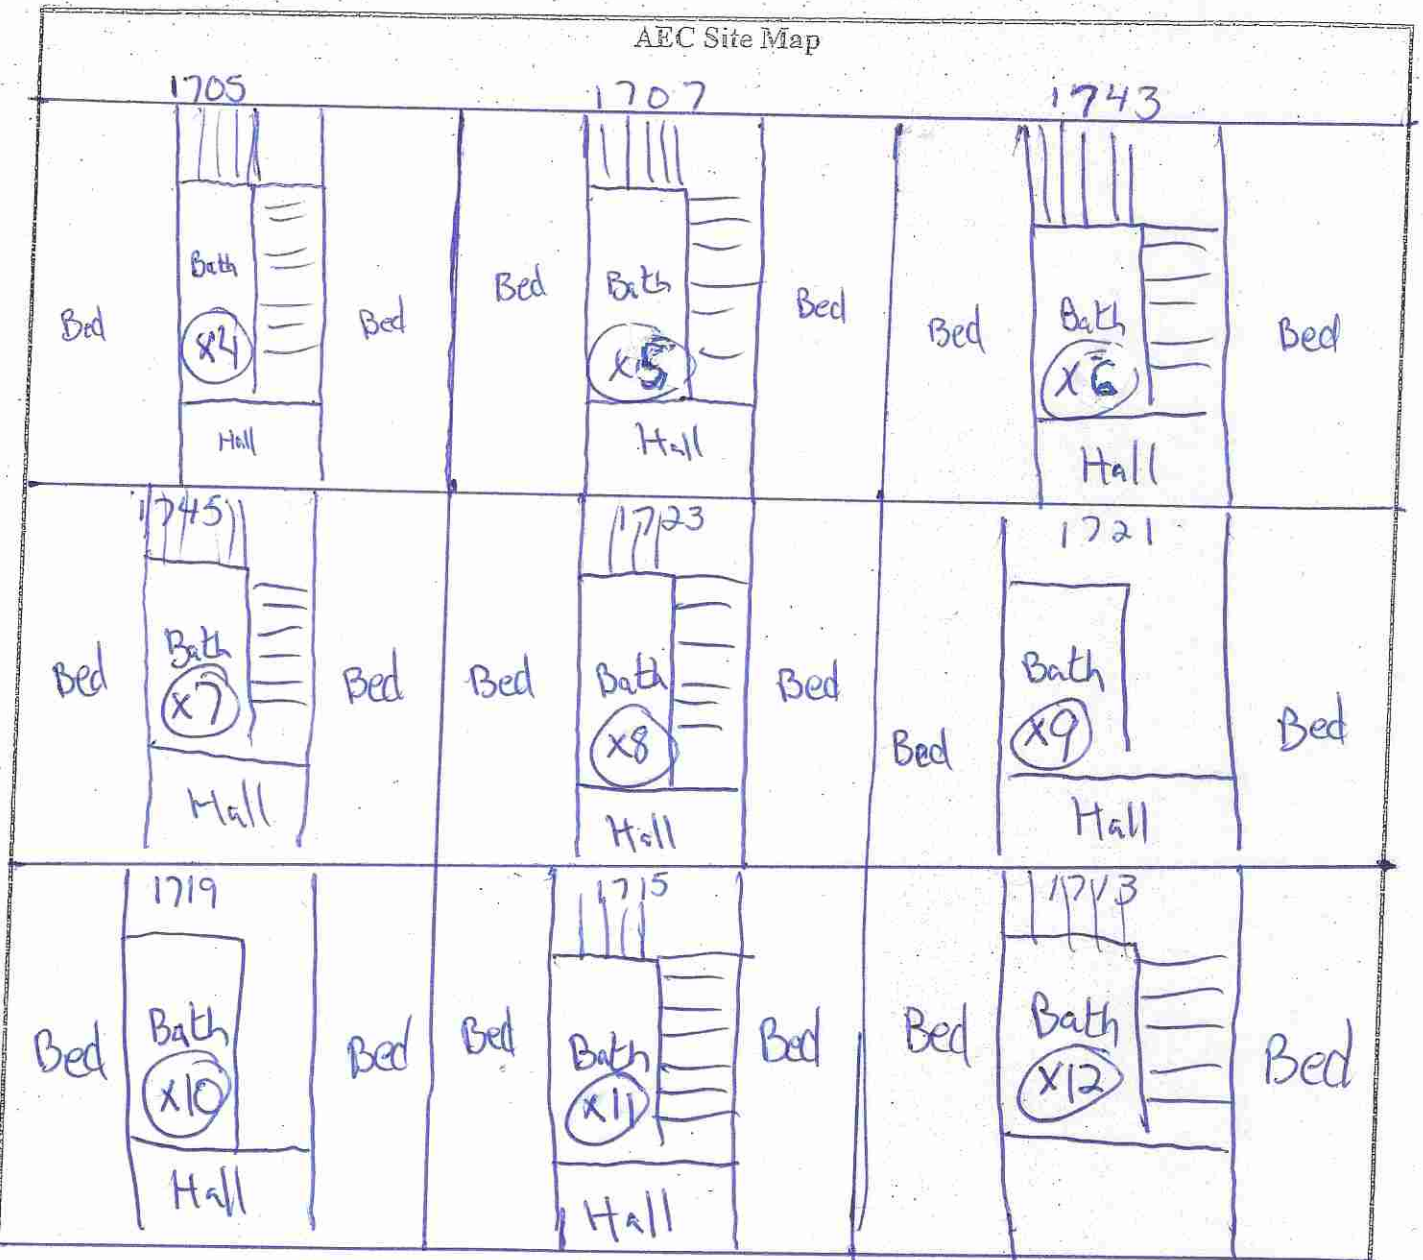 AEC Site Map
1705
1707
1743
Bed
Bath
X4
Hall
Bed
Bed
Bath
X5
Hall
Bed
Bed
Bath
X6
Hall
Bed
1745
Bed
Bath
X7
Hall
Bed
1723
Bed
Bath
X8
Hall
Bed
1721
Bed
Bath
X9
Hall
Bed
1719
Bed
Bath
X10
Hall
Bed
1715
Bed
Bath
X11
Hall
Bed
1713
Bed
Bath
X12
Bed